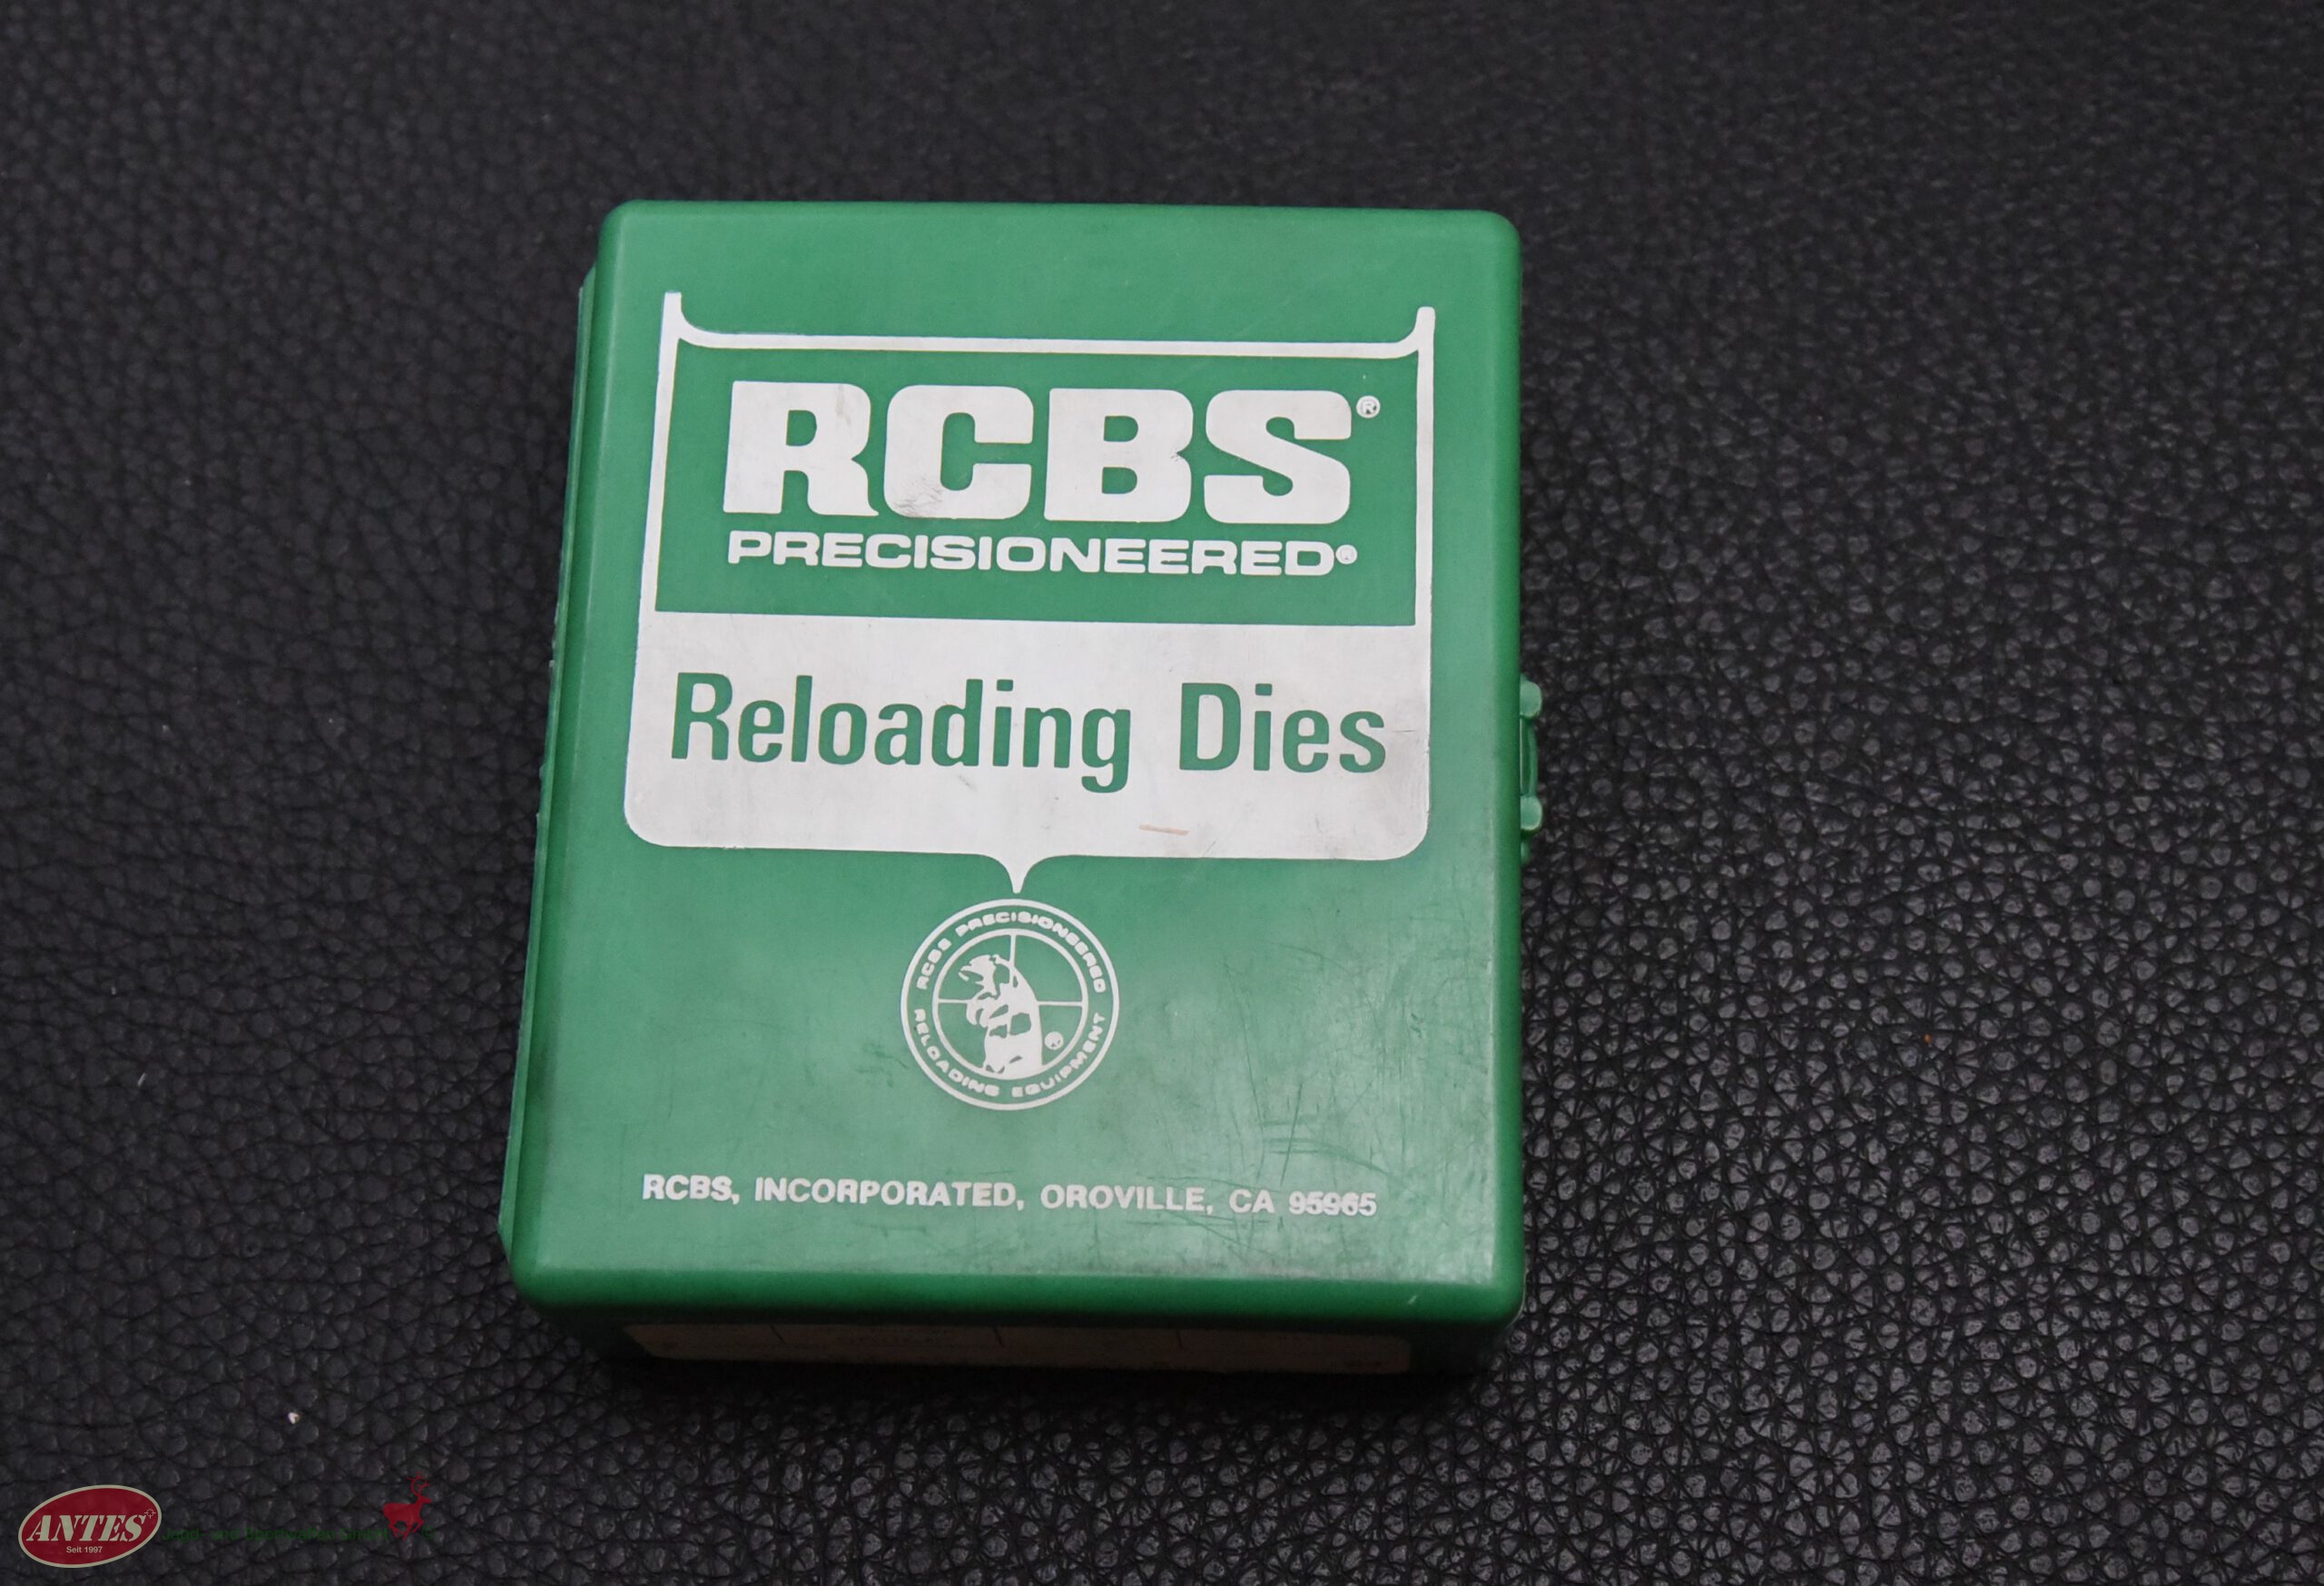 RCBS®
PRECISIONEERED®
Reloading Dies
RCBS PRECISIONEERED
RELOADING EQUIPMENT
®
RCBS, INCORPORATED, OROVILLE, CA 95965
ANTES
Seit 1997